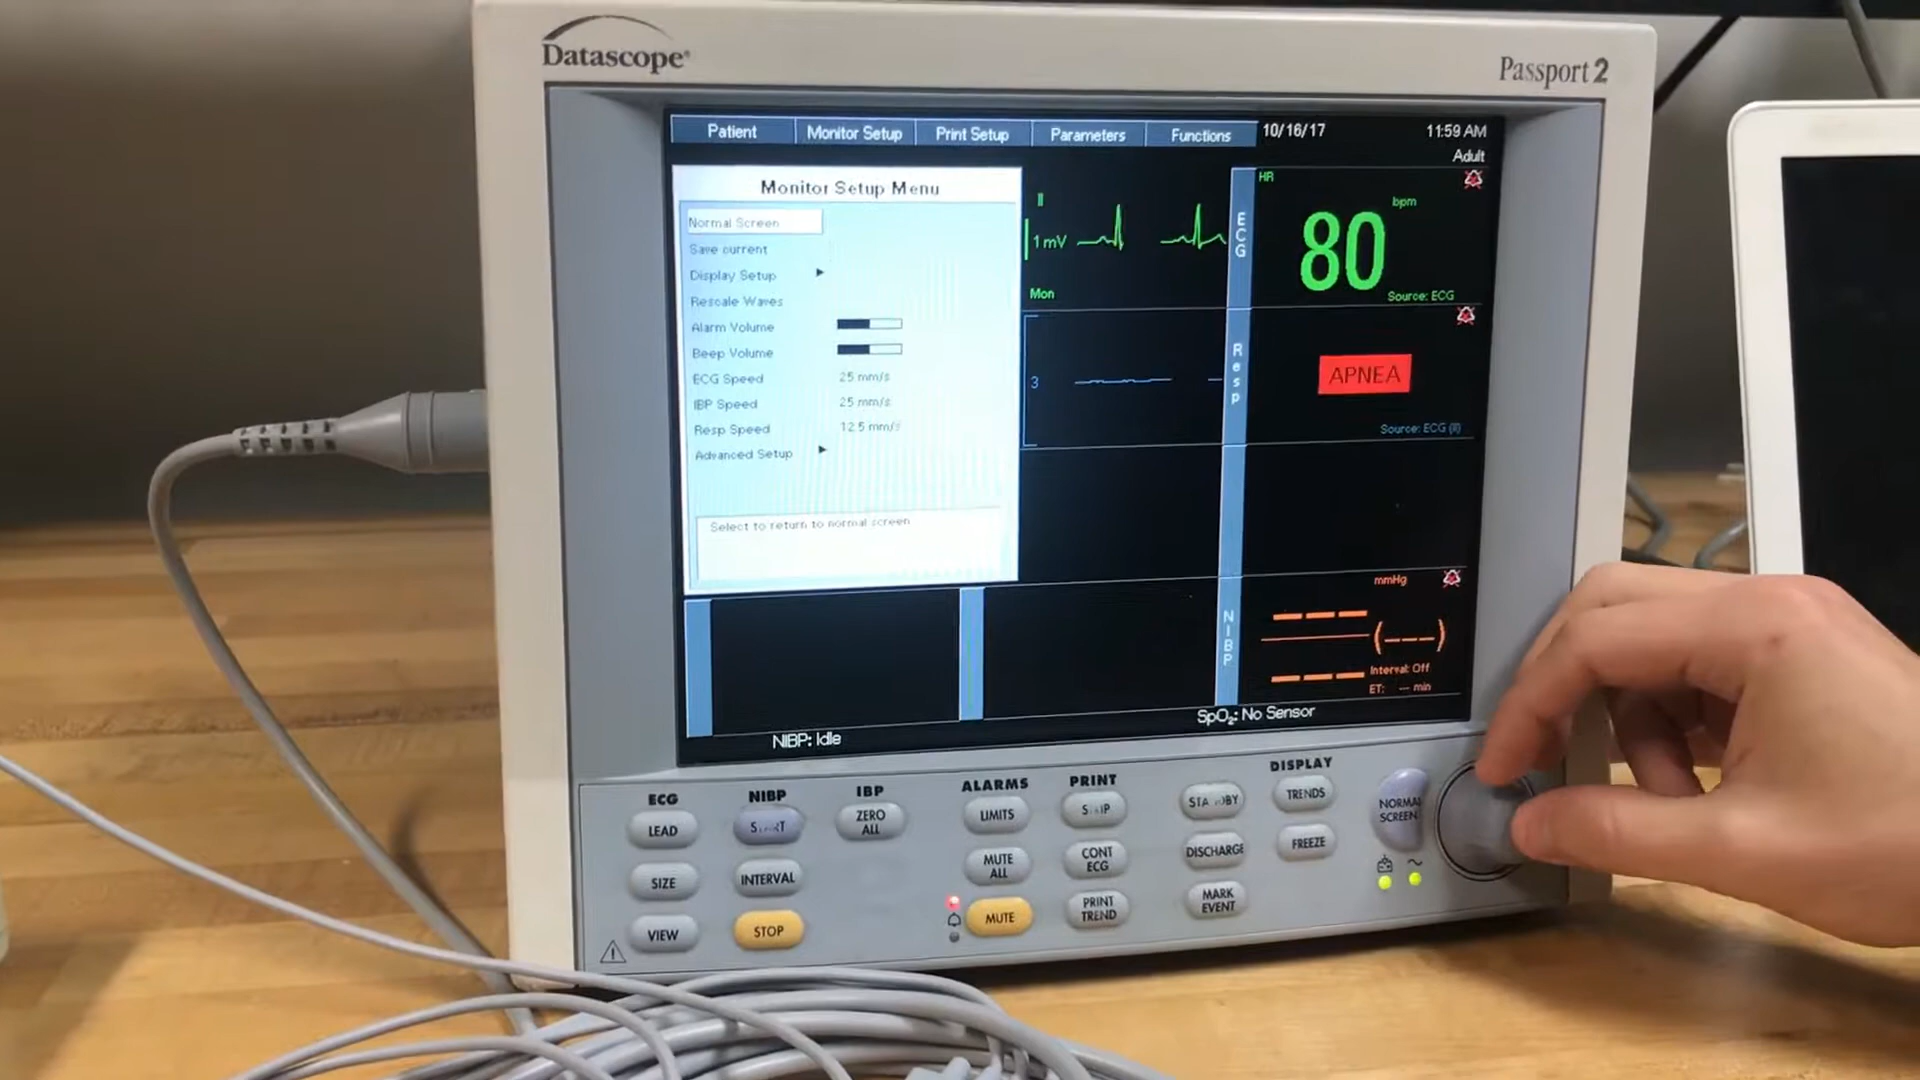 Datascope®
Passport 2
Patient Monitor Setup Print Setup Parameters Functions 10/16/17 11:59 AM
Adult
Monitor Setup Menu
Normal Screen
Save current
Display Setup
Rescale Waves
Alarm Volume
Beep Volume
ECG Speed 25 mm/s
IBP Speed 25 mm/s
Resp Speed 12.5 mm/s
Advanced Setup
Select to return to normal screen
II
1 mV
Mon
ECG
HR
bpm
80
Source: ECG
3
Resp
APNEA
Source: ECG (II)
NIBP
mmHg
--- (---)
---
Interval: Off
ET: --- min
NIBP: Idle
SpO₂: No Sensor
ECG
LEAD
SIZE
VIEW
NIBP
START
INTERVAL
STOP
IBP
ZERO
ALL
ALARMS
LIMITS
MUTE
ALL
MUTE
PRINT
STRIP
CONT
ECG
PRINT
TREND
STANDBY
DISCHARGE
MARK
EVENT
DISPLAY
TRENDS
FREEZE
NORMAL
SCREEN